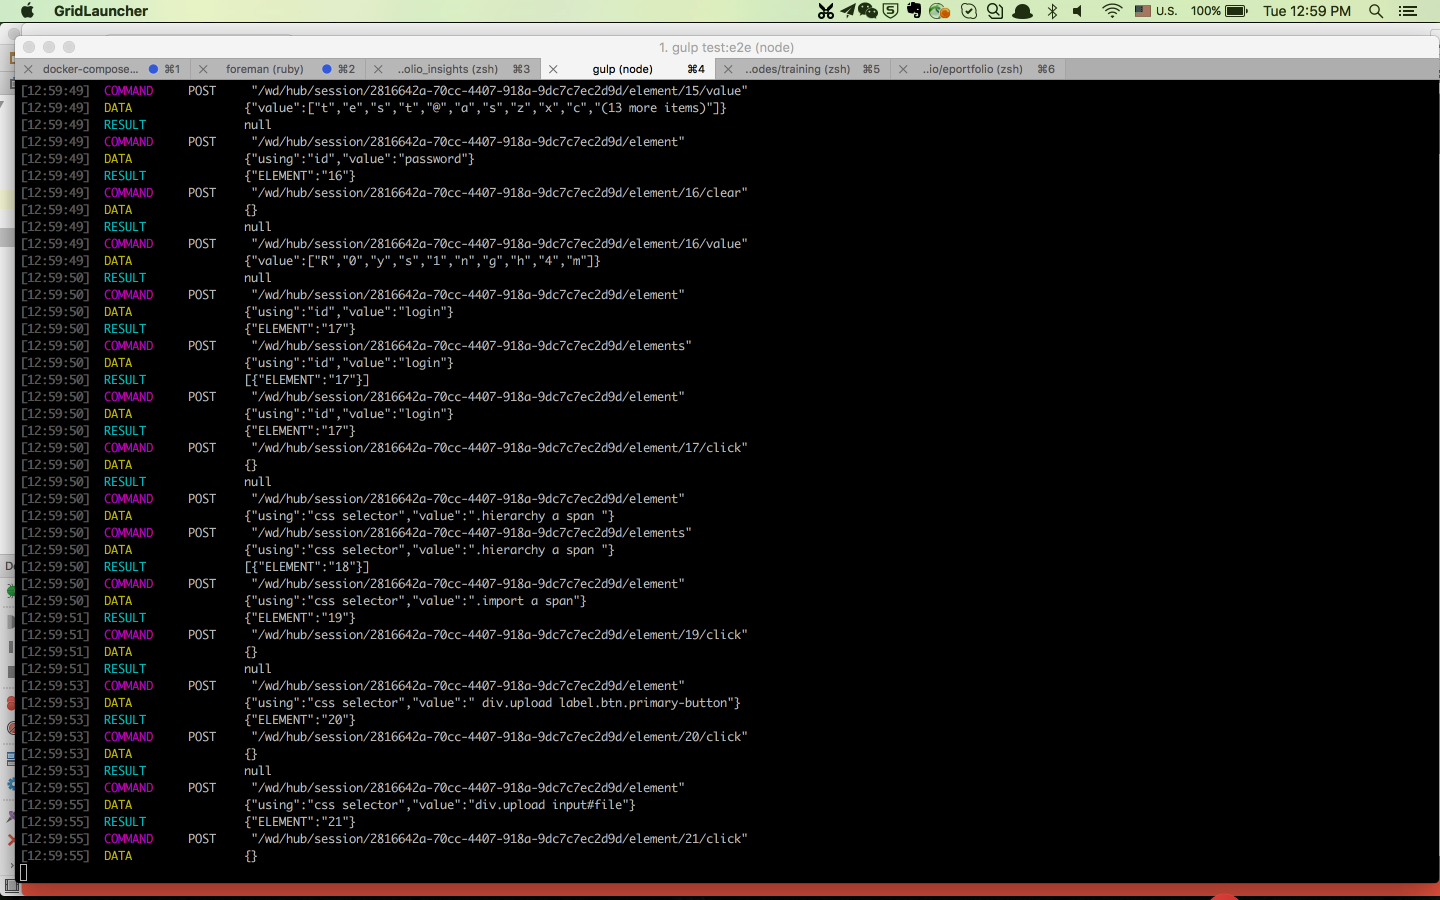 GridLauncher U.S. 100% Tue 12:59 PM
1. gulp test:e2e (node)
docker-compose... ⌘1 foreman (ruby) ⌘2 ..olio_insights (zsh) ⌘3 gulp (node) ⌘4 ..odes/training (zsh) ⌘5 ..io/eportfolio (zsh) ⌘6
[12:59:49] COMMAND POST "/wd/hub/session/2816642a-70cc-4407-918a-9dc7c7ec2d9d/element/15/value"
[12:59:49] DATA {"value":["t","e","s","t","@","a","s","z","x","c","(13 more items)"]}
[12:59:49] RESULT null
[12:59:49] COMMAND POST "/wd/hub/session/2816642a-70cc-4407-918a-9dc7c7ec2d9d/element"
[12:59:49] DATA {"using":"id","value":"password"}
[12:59:49] RESULT {"ELEMENT":"16"}
[12:59:49] COMMAND POST "/wd/hub/session/2816642a-70cc-4407-918a-9dc7c7ec2d9d/element/16/clear"
[12:59:49] DATA {}
[12:59:49] RESULT null
[12:59:49] COMMAND POST "/wd/hub/session/2816642a-70cc-4407-918a-9dc7c7ec2d9d/element/16/value"
[12:59:49] DATA {"value":["R","0","y","s","1","n","g","h","4","m"]}
[12:59:50] RESULT null
[12:59:50] COMMAND POST "/wd/hub/session/2816642a-70cc-4407-918a-9dc7c7ec2d9d/element"
[12:59:50] DATA {"using":"id","value":"login"}
[12:59:50] RESULT {"ELEMENT":"17"}
[12:59:50] COMMAND POST "/wd/hub/session/2816642a-70cc-4407-918a-9dc7c7ec2d9d/elements"
[12:59:50] DATA {"using":"id","value":"login"}
[12:59:50] RESULT [{"ELEMENT":"17"}]
[12:59:50] COMMAND POST "/wd/hub/session/2816642a-70cc-4407-918a-9dc7c7ec2d9d/element"
[12:59:50] DATA {"using":"id","value":"login"}
[12:59:50] RESULT {"ELEMENT":"17"}
[12:59:50] COMMAND POST "/wd/hub/session/2816642a-70cc-4407-918a-9dc7c7ec2d9d/element/17/click"
[12:59:50] DATA {}
[12:59:50] RESULT null
[12:59:50] COMMAND POST "/wd/hub/session/2816642a-70cc-4407-918a-9dc7c7ec2d9d/element"
[12:59:50] DATA {"using":"css selector","value":".hierarchy a span "}
[12:59:50] COMMAND POST "/wd/hub/session/2816642a-70cc-4407-918a-9dc7c7ec2d9d/elements"
[12:59:50] DATA {"using":"css selector","value":".hierarchy a span "}
[12:59:50] RESULT [{"ELEMENT":"18"}]
[12:59:50] COMMAND POST "/wd/hub/session/2816642a-70cc-4407-918a-9dc7c7ec2d9d/element"
[12:59:50] DATA {"using":"css selector","value":".import a span"}
[12:59:51] RESULT {"ELEMENT":"19"}
[12:59:51] COMMAND POST "/wd/hub/session/2816642a-70cc-4407-918a-9dc7c7ec2d9d/element/19/click"
[12:59:51] DATA {}
[12:59:51] RESULT null
[12:59:53] COMMAND POST "/wd/hub/session/2816642a-70cc-4407-918a-9dc7c7ec2d9d/element"
[12:59:53] DATA {"using":"css selector","value":" div.upload label.btn.primary-button"}
[12:59:53] RESULT {"ELEMENT":"20"}
[12:59:53] COMMAND POST "/wd/hub/session/2816642a-70cc-4407-918a-9dc7c7ec2d9d/element/20/click"
[12:59:53] DATA {}
[12:59:53] RESULT null
[12:59:55] COMMAND POST "/wd/hub/session/2816642a-70cc-4407-918a-9dc7c7ec2d9d/element"
[12:59:55] DATA {"using":"css selector","value":"div.upload input#file"}
[12:59:55] RESULT {"ELEMENT":"21"}
[12:59:55] COMMAND POST "/wd/hub/session/2816642a-70cc-4407-918a-9dc7c7ec2d9d/element/21/click"
[12:59:55] DATA {}